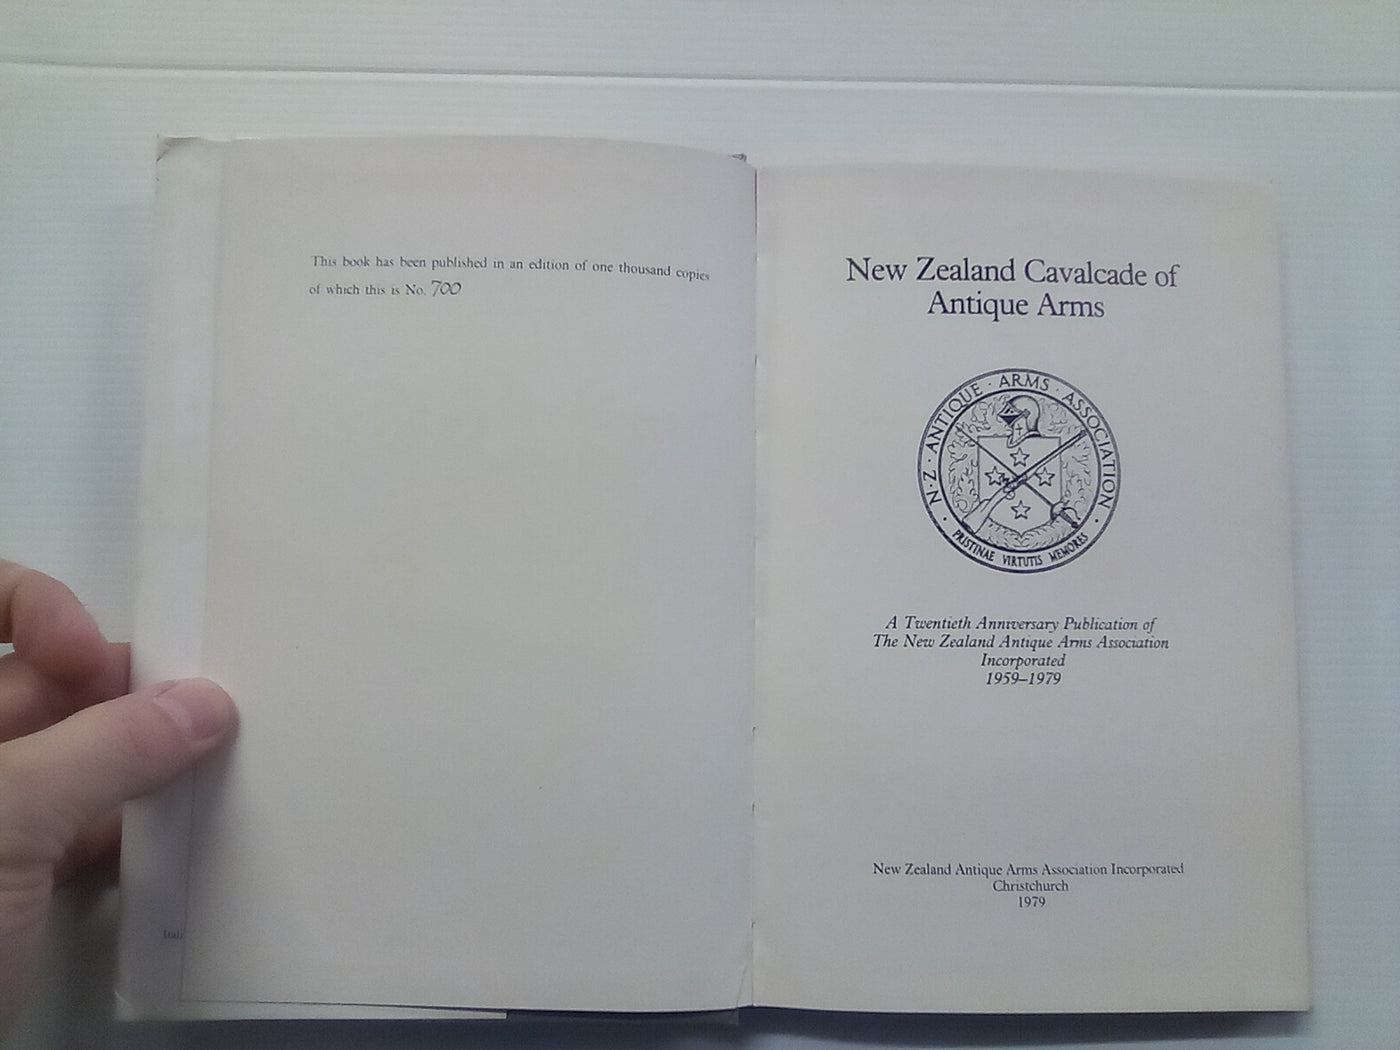 This book has been published in an edition of one thousand copies
of which this is No. 700
Itali
New Zealand Cavalcade of
Antique Arms
· N·Z · ANTIQUE · ARMS · ASSOCIATION ·
PRISTINAE VIRTUTIS MEMORES
A Twentieth Anniversary Publication of
The New Zealand Antique Arms Association
Incorporated
1959–1979
New Zealand Antique Arms Association Incorporated
Christchurch
1979